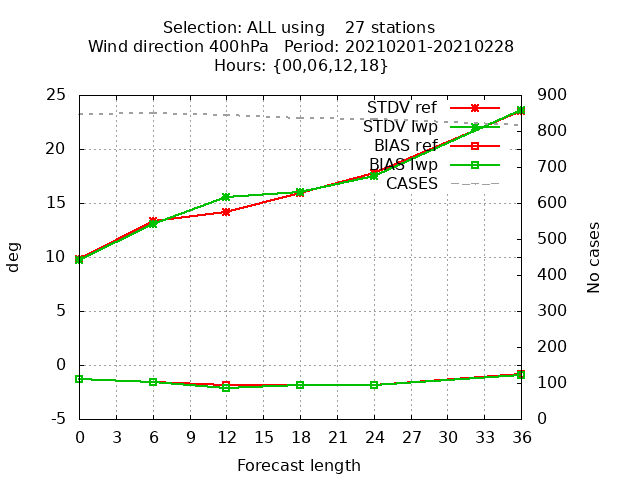 Selection: ALL using    27 stations
Wind direction 400hPa   Period: 20210201-20210228
Hours: {00,06,12,18}
25
20
15
10
5
0
-5
deg
900
800
700
600
500
400
300
200
100
0
No cases
STDV ref
STDV lwp
BIAS ref
BIAS lwp
CASES
0 3 6 9 12 15 18 21 24 27 30 33 36
Forecast length